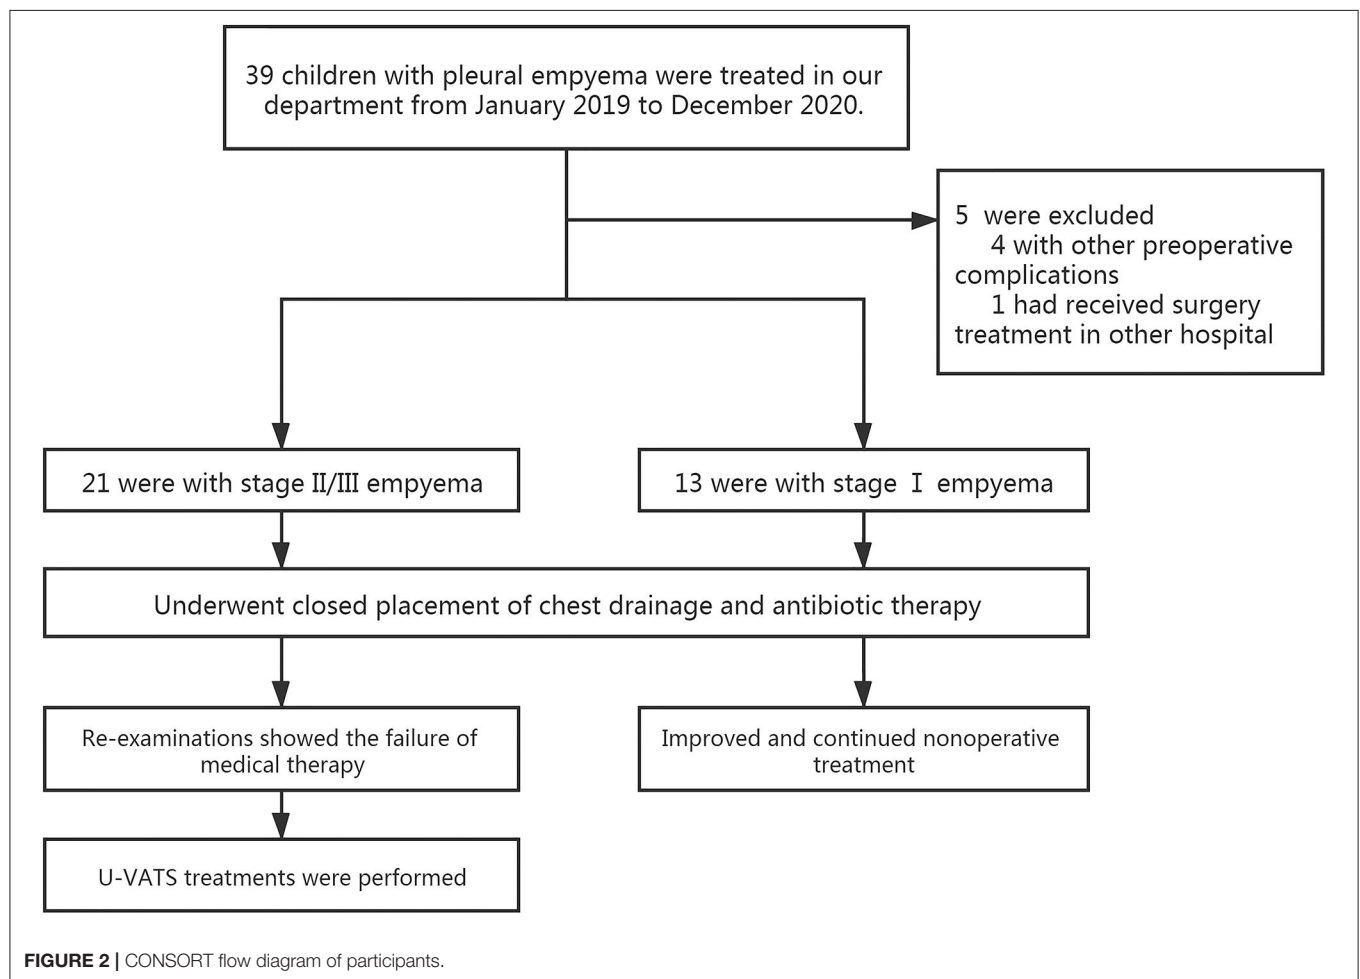 39 children with pleural empyema were treated in our
department from January 2019 to December 2020.
5 were excluded
4 with other preoperative
complications
1 had received surgery
treatment in other hospital
21 were with stage II/III empyema
13 were with stage I empyema
Underwent closed placement of chest drainage and antibiotic therapy
Re-examinations showed the failure of
medical therapy
Improved and continued nonoperative
treatment
U-VATS treatments were performed
FIGURE 2 | CONSORT flow diagram of participants.